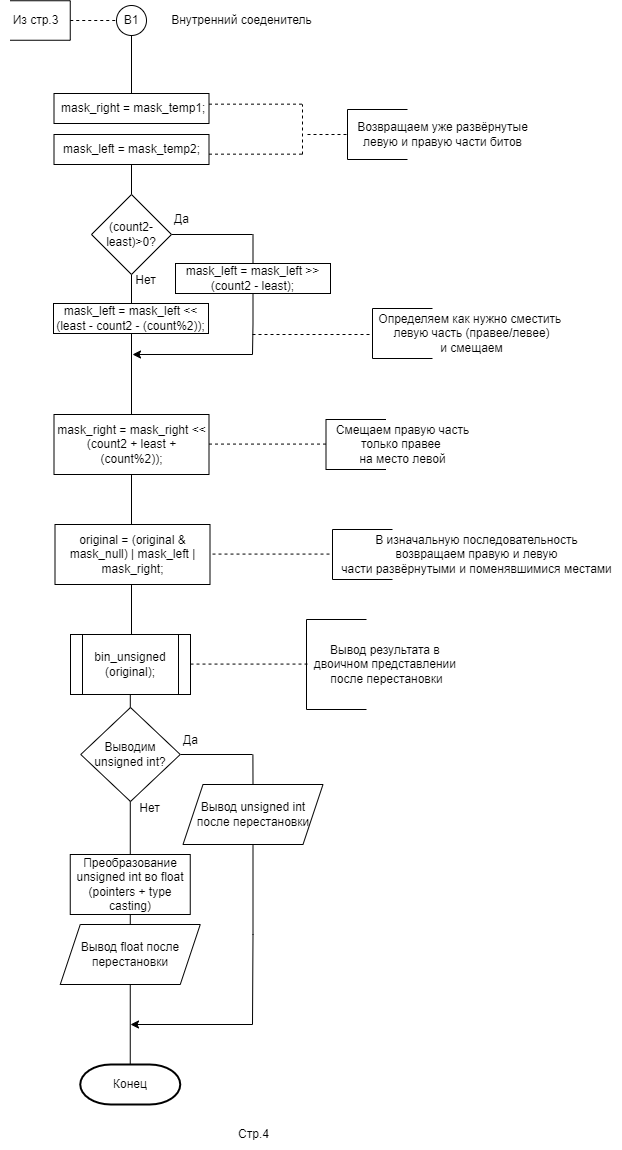 Из стр.3
B1
Внутренний соеденитель
mask_right = mask_temp1;
mask_left = mask_temp2;
Возвращаем уже развёрнутые
левую и правую части битов
(count2-
least)>0?
Да
Нет
mask_left = mask_left >>
(count2 - least);
mask_left = mask_left <<
(least - count2 - (count%2));
Определяем как нужно сместить
левую часть (правее/левее)
и смещаем
mask_right = mask_right <<
(count2 + least +
(count%2));
Смещаем правую часть
только правее
на место левой
original = (original &
mask_null) | mask_left |
mask_right;
В изначальную последовательность
возвращаем правую и левую
части развёрнутыми и поменявшимися местами
bin_unsigned
(original);
Вывод результата в
двоичном представлении
после перестановки
Выводим
unsigned int?
Да
Нет
Вывод unsigned int
после перестановки
Преобразование
unsigned int во float
(pointers + type
casting)
Вывод float после
перестановки
Конец
Стр.4